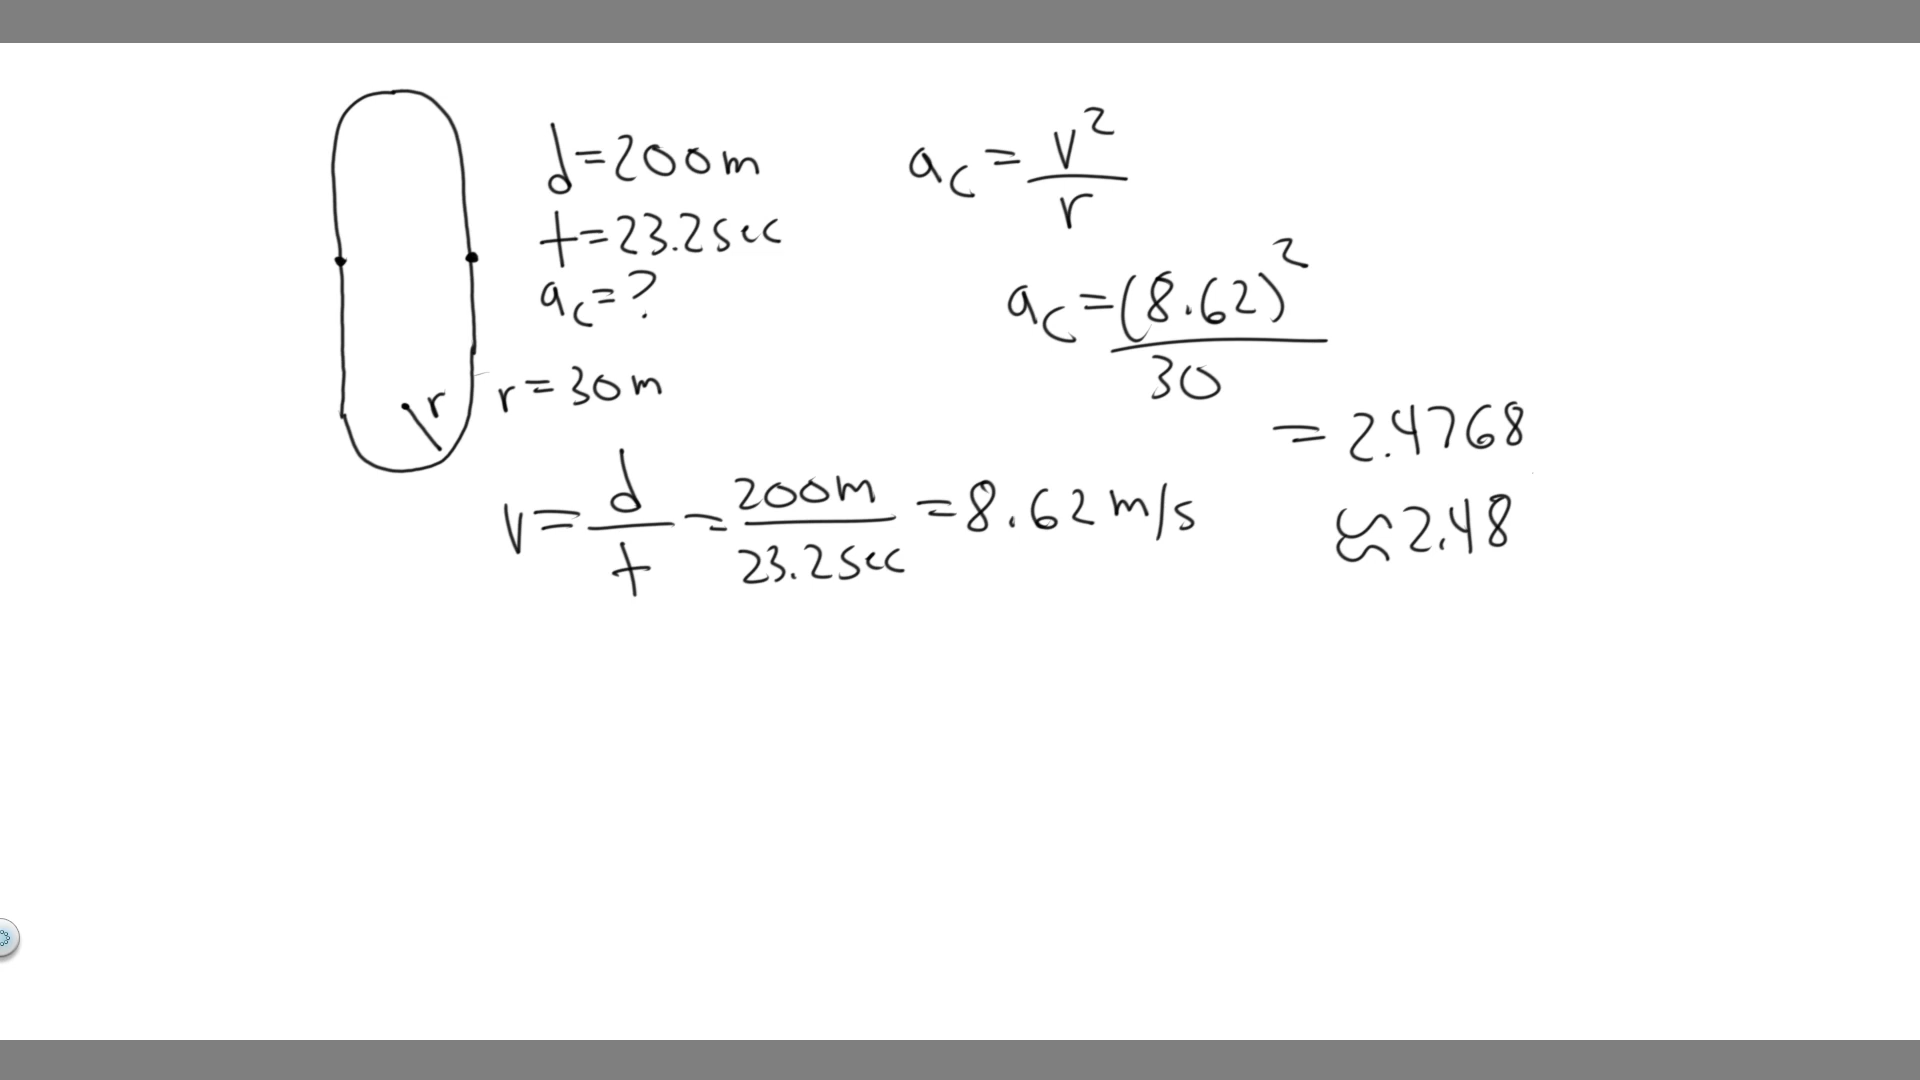 d=200m
t=23.2sec
a_c=?
r
r=30m
v=d/t=200m/23.2sec=8.62m/s
a_c=v²/r
a_c=(8.62)²/30
=2.4768
≈2.48